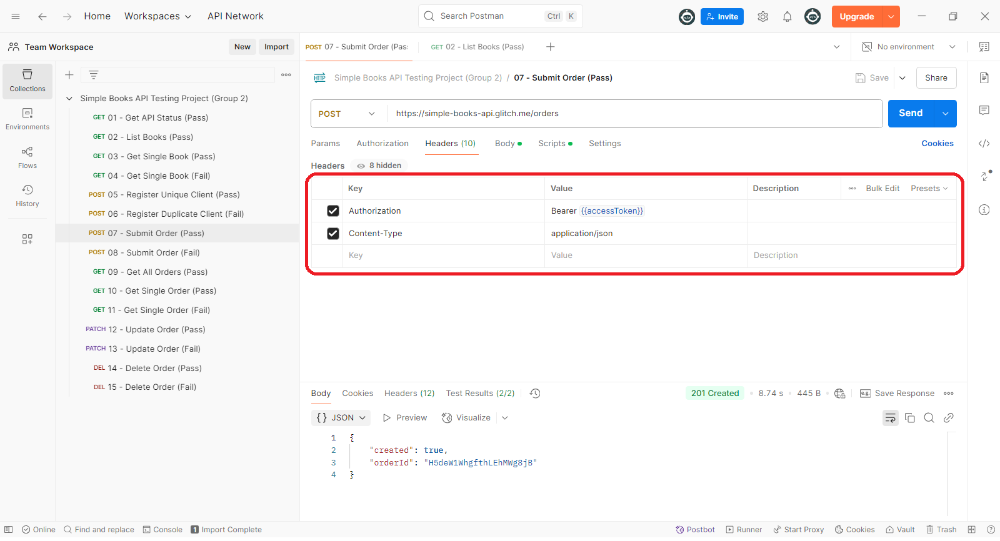 Home Workspaces API Network Search Postman Ctrl K Invite Upgrade
Team Workspace New Import POST 07 - Submit Order (Pas GET 02 - List Books (Pass) No environment
Collections
Environments
Flows
History
Simple Books API Testing Project (Group 2)
GET 01 - Get API Status (Pass)
GET 02 - List Books (Pass)
GET 03 - Get Single Book (Pass)
GET 04 - Get Single Book (Fail)
POST 05 - Register Unique Client (Pass)
POST 06 - Register Duplicate Client (Fail)
POST 07 - Submit Order (Pass)
POST 08 - Submit Order (Fail)
GET 09 - Get All Orders (Pass)
GET 10 - Get Single Order (Pass)
GET 11 - Get Single Order (Fail)
PATCH 12 - Update Order (Pass)
PATCH 13 - Update Order (Fail)
DEL 14 - Delete Order (Pass)
DEL 15 - Delete Order (Fail)
HTTP Simple Books API Testing Project (Group 2) / 07 - Submit Order (Pass) Save Share
POST https://simple-books-api.glitch.me/orders Send
Params Authorization Headers (10) Body Scripts Settings Cookies
Headers 8 hidden
Key Value Description Bulk Edit Presets
Authorization Bearer {{accessToken}}
Content-Type application/json
Key Value Description
Body Cookies Headers (12) Test Results (2/2) 201 Created 8.74 s 445 B e.g. Save Response
{} JSON Preview Visualize
1 {
2 "created": true,
3 "orderId": "H5deW1WhgfthLEhMWg8jB"
4 }
Online Find and replace Console 1 Import Complete Postbot Runner Start Proxy Cookies Vault Trash